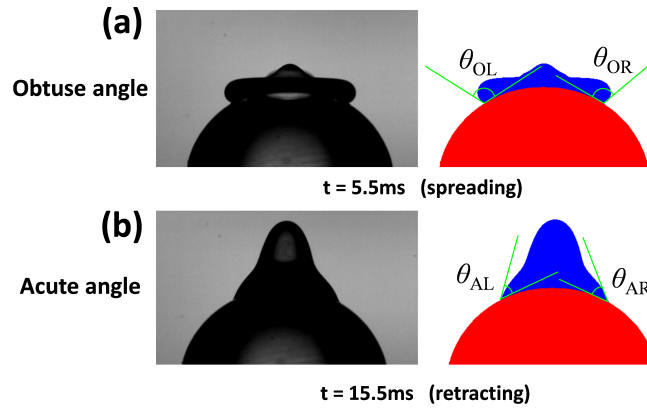 (a)
Obtuse angle
θOL
θOR
t = 5.5ms (spreading)
(b)
Acute angle
θAL
θAR
t = 15.5ms (retracting)